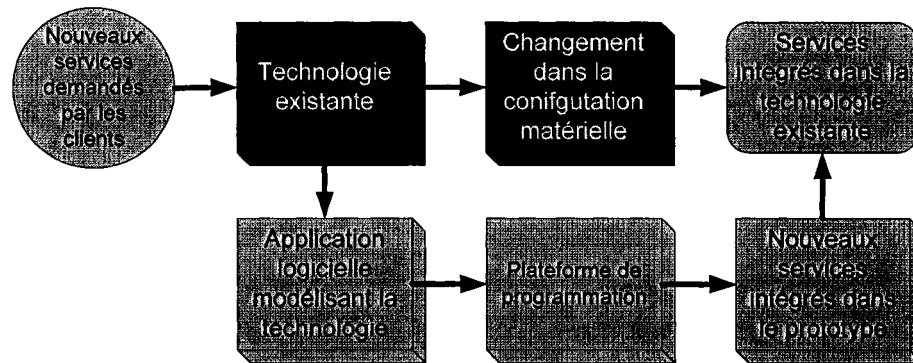 Nouveaux
services
demandés
par les
clients
Technologie
existante
Changement
dans la
conifgutation
matérielle
Services
intégrés dans la
technologie
existante
Application
logicielle
modélisant la
technologie
Plateforme de
programmation
Nouveaux
services
intégrés dans
le prototype